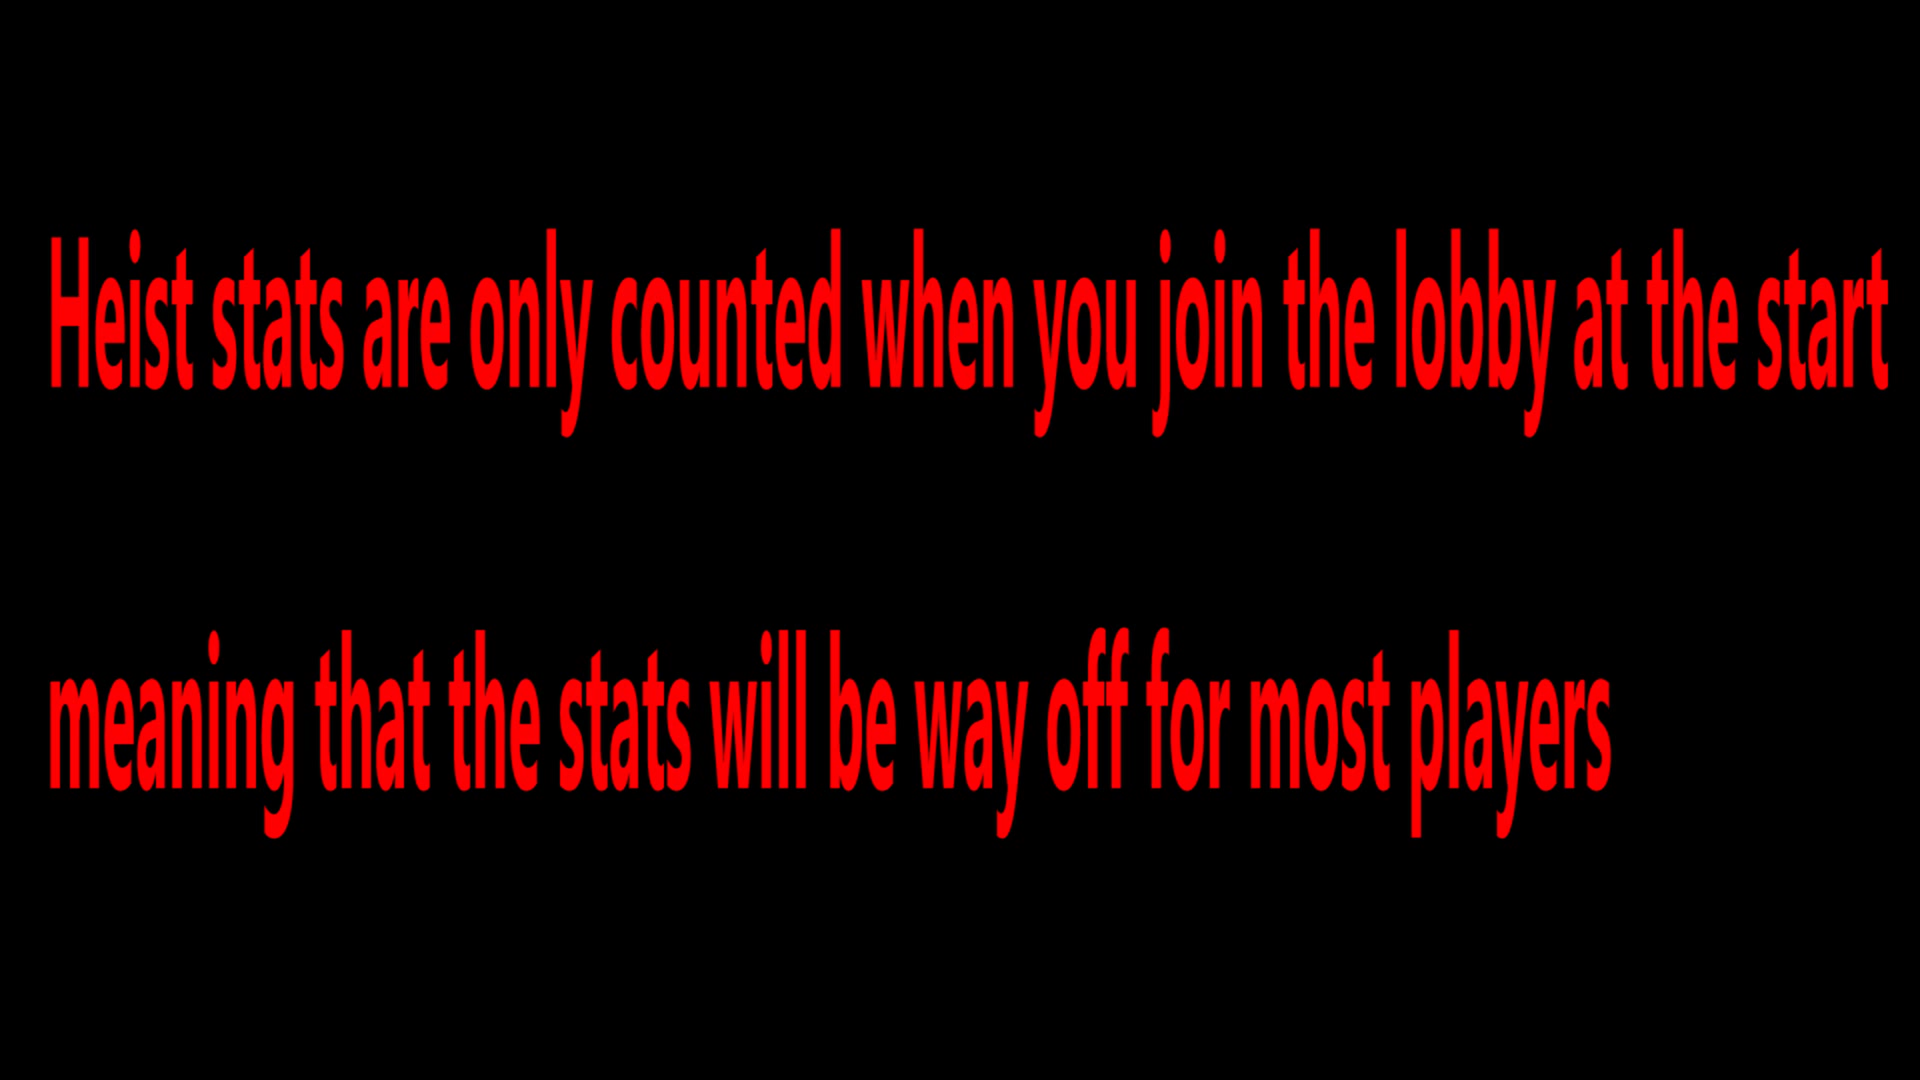 Heist stats are only counted when you join the lobby at the start
meaning that the stats will be way off for most players